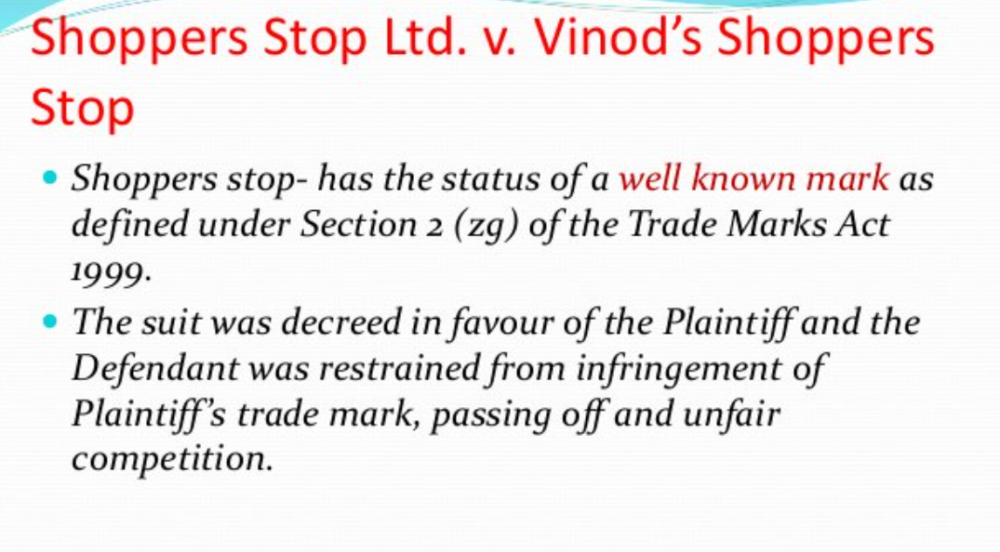 Shoppers Stop Ltd. v. Vinod’s Shoppers
Stop
• Shoppers stop- has the status of a well known mark as
defined under Section 2 (zg) of the Trade Marks Act
1999.
• The suit was decreed in favour of the Plaintiff and the
Defendant was restrained from infringement of
Plaintiff’s trade mark, passing off and unfair
competition.